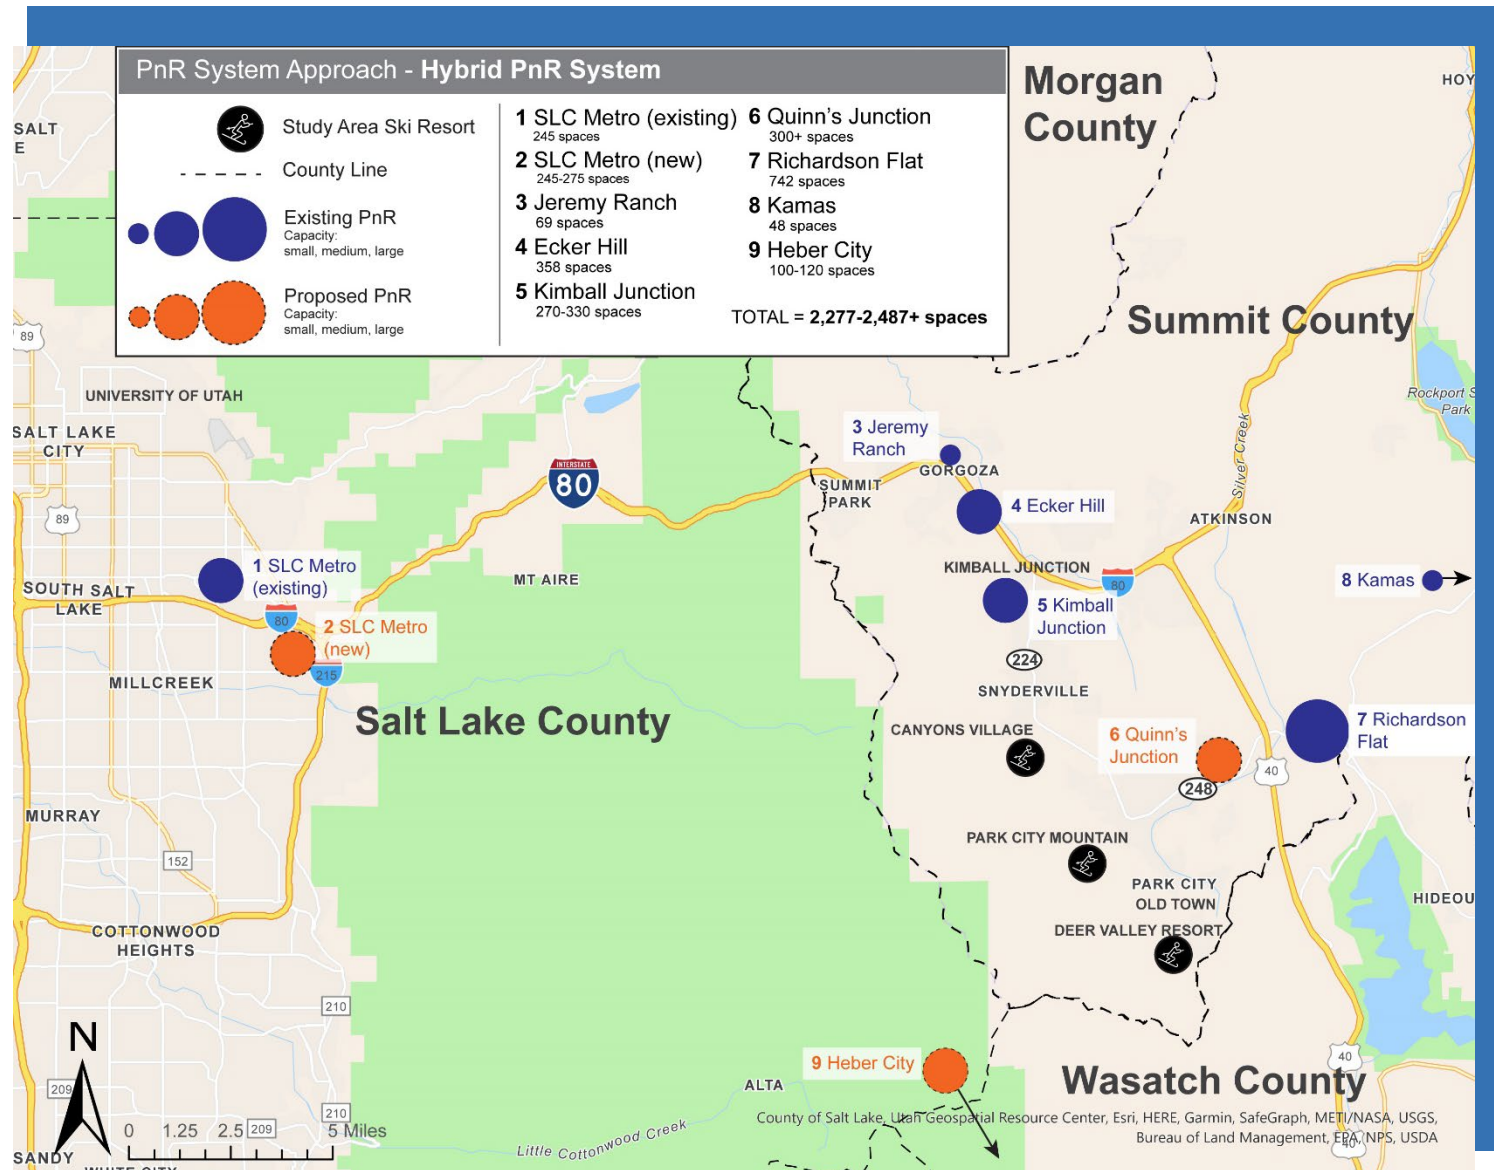 PnR System Approach - Hybrid PnR System
Study Area Ski Resort
County Line
Existing PnR
Capacity:
small, medium, large
Proposed PnR
Capacity:
small, medium, large
1 SLC Metro (existing)
245 spaces
2 SLC Metro (new)
245-275 spaces
3 Jeremy Ranch
69 spaces
4 Ecker Hill
358 spaces
5 Kimball Junction
270-330 spaces
6 Quinn's Junction
300+ spaces
7 Richardson Flat
742 spaces
8 Kamas
48 spaces
9 Heber City
100-120 spaces
TOTAL = 2,277-2,487+ spaces
Morgan
County
HOY
SALT
E
Summit County
89
UNIVERSITY OF UTAH
Rockport S
Park
SALT LAKE
CITY
3 Jeremy
Ranch
GORGOZA
Silver Creek
INTERSTATE
80
SUMMIT
PARK
4 Ecker Hill
ATKINSON
89
1 SLC Metro
(existing)
MT AIRE
KIMBALL JUNCTION
80
8 Kamas
SOUTH SALT
LAKE
80
2 SLC Metro
(new)
5 Kimball
Junction
215
MILLCREEK
224
SNYDERVILLE
Salt Lake County
CANYONS VILLAGE
6 Quinn's
Junction
7 Richardson
Flat
40
248
MURRAY
PARK CITY MOUNTAIN
152
PARK CITY
OLD TOWN
HIDEOU
COTTONWOOD
HEIGHTS
DEER VALLEY RESORT
210
N
9 Heber City
40
Wasatch County
209
ALTA
210
County of Salt Lake, Utah Geospatial Resource Center, Esri, HERE, Garmin, SafeGraph, METI/NASA, USGS,
Bureau of Land Management, EPA, NPS, USDA
0 1.25 2.5 5 Miles
209
Little Cottonwood Creek
40
SANDY
WHITE CITY